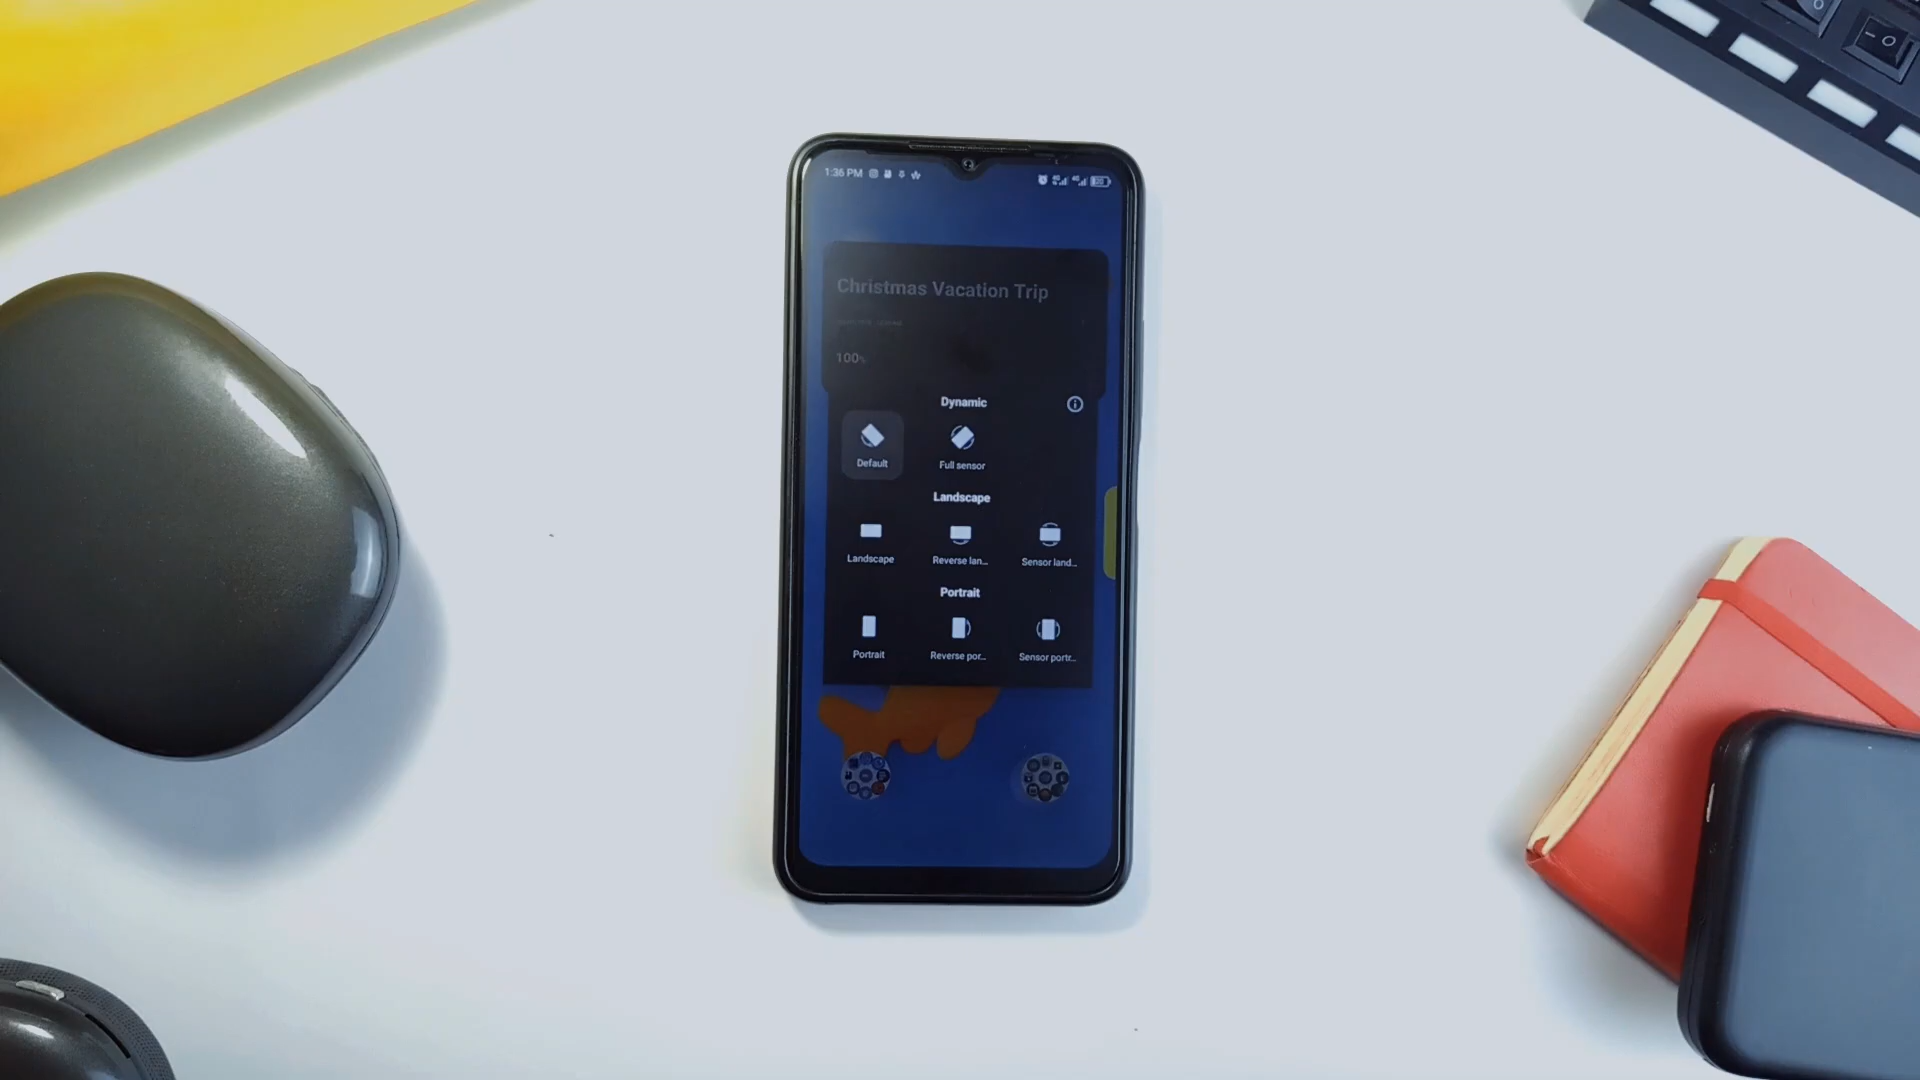 1:36 PM
Christmas Vacation Trip
100%
Dynamic
Default
Full sensor
Landscape
Landscape
Reverse lan...
Sensor land...
Portrait
Portrait
Reverse por...
Sensor portr...